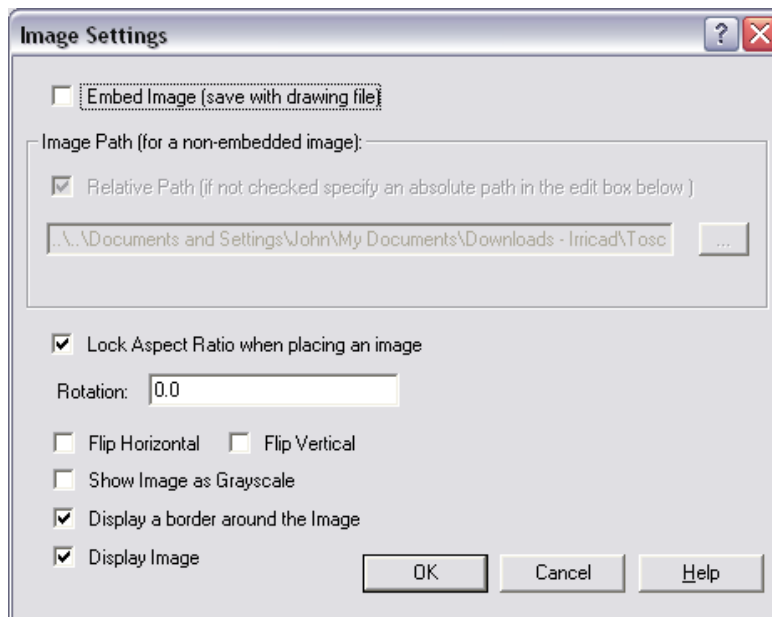 Image Settings
Embed Image (save with drawing file)
Image Path (for a non-embedded image):
Relative Path (if not checked specify an absolute path in the edit box below )
..\..\Documents and Settings\John\My Documents\Downloads - Irricad\Tosc
...
Lock Aspect Ratio when placing an image
Rotation: 0.0
Flip Horizontal Flip Vertical
Show Image as Grayscale
Display a border around the Image
Display Image
OK Cancel Help